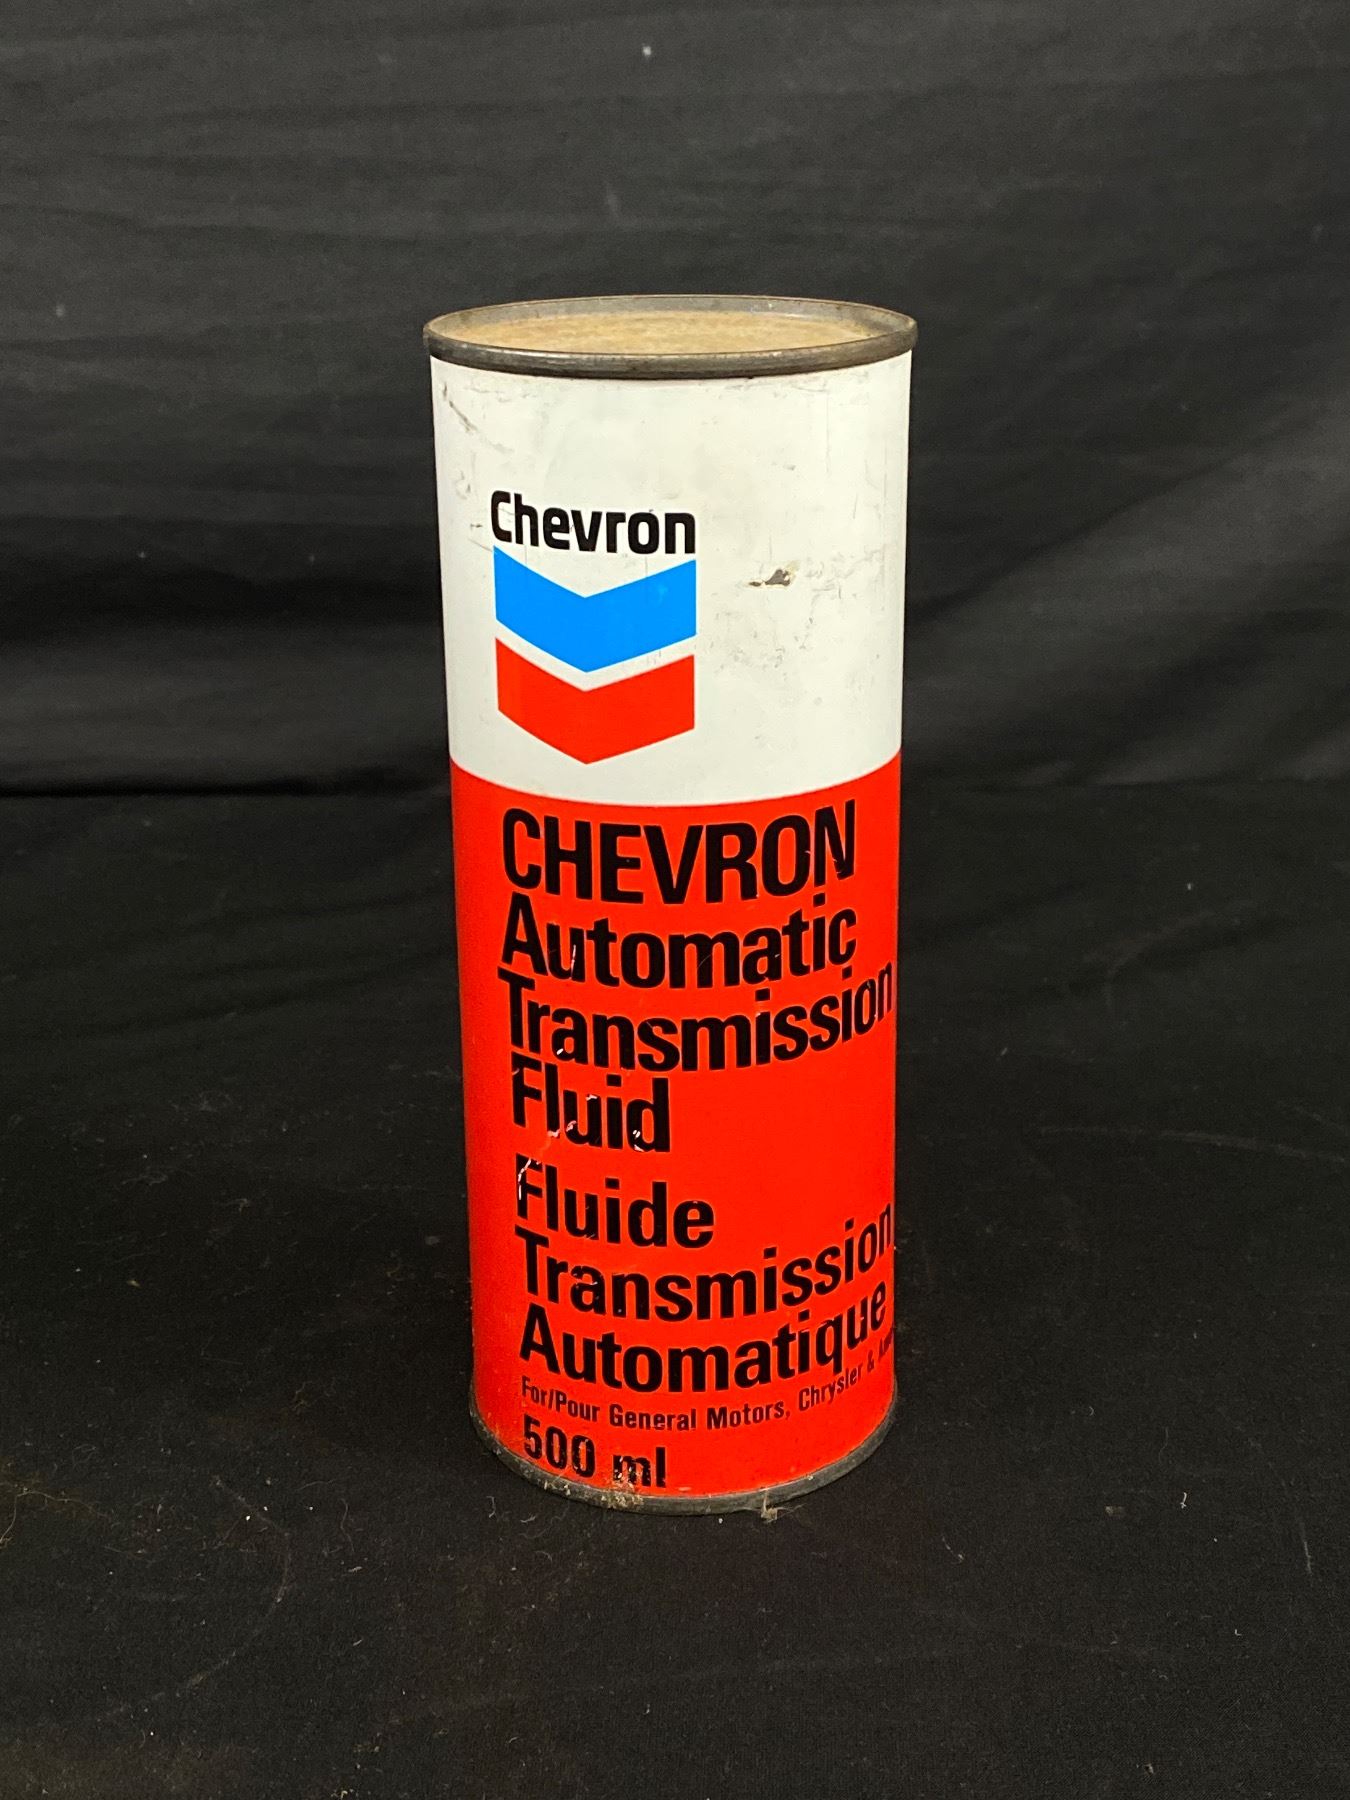 Chevron
CHEVRON
Automatic
Transmission
Fluid
Fluide
Transmission
Automatique
For/Pour General Motors, Chrysler &
500 ml